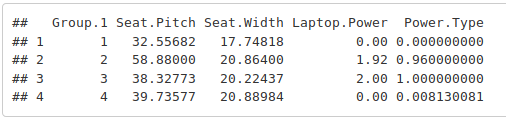 ##   Group.1 Seat.Pitch Seat.Width Laptop.Power  Power.Type
## 1       1   32.55682   17.74818         0.00 0.000000000
## 2       2   58.88000   20.86400         1.92 0.960000000
## 3       3   38.32773   20.22437         2.00 1.000000000
## 4       4   39.73577   20.88984         0.00 0.008130081